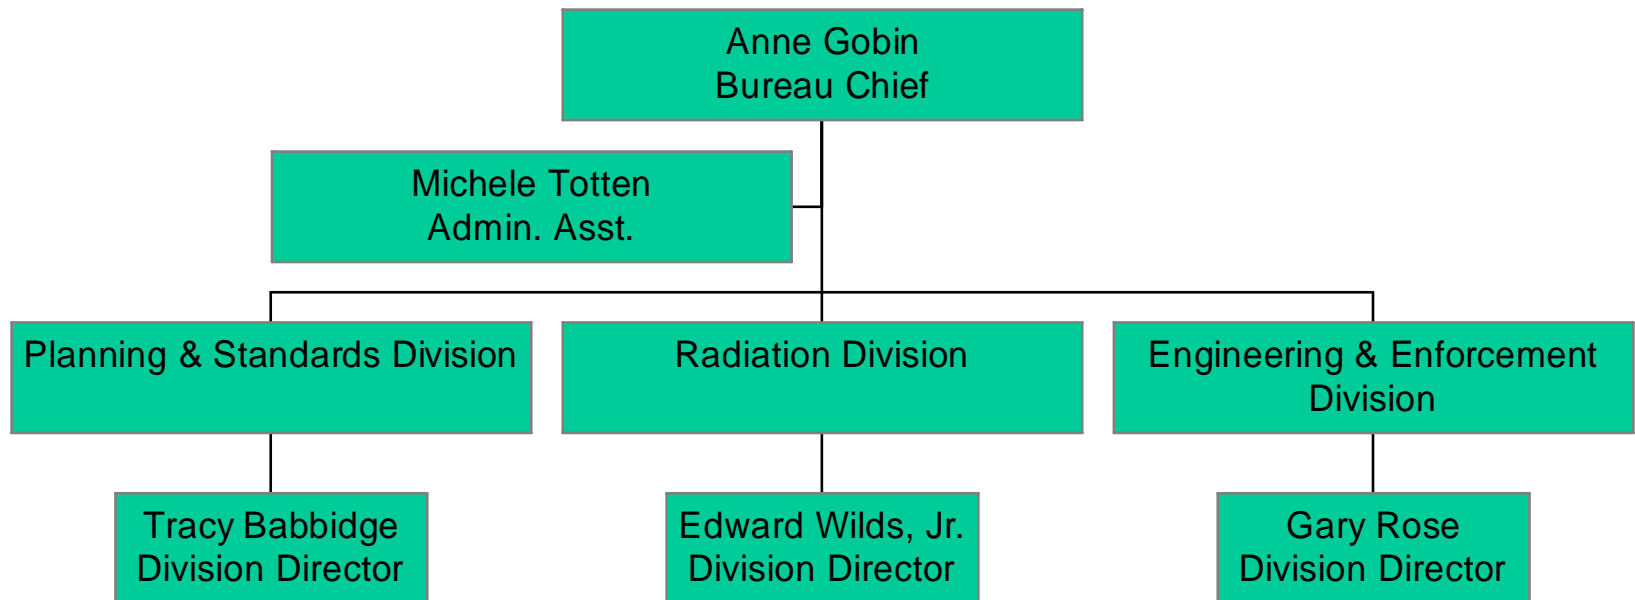 Anne Gobin
Bureau Chief
Michele Totten
Admin. Asst.
Planning & Standards Division
Radiation Division
Engineering & Enforcement
Division
Tracy Babbidge
Division Director
Edward Wilds, Jr.
Division Director
Gary Rose
Division Director